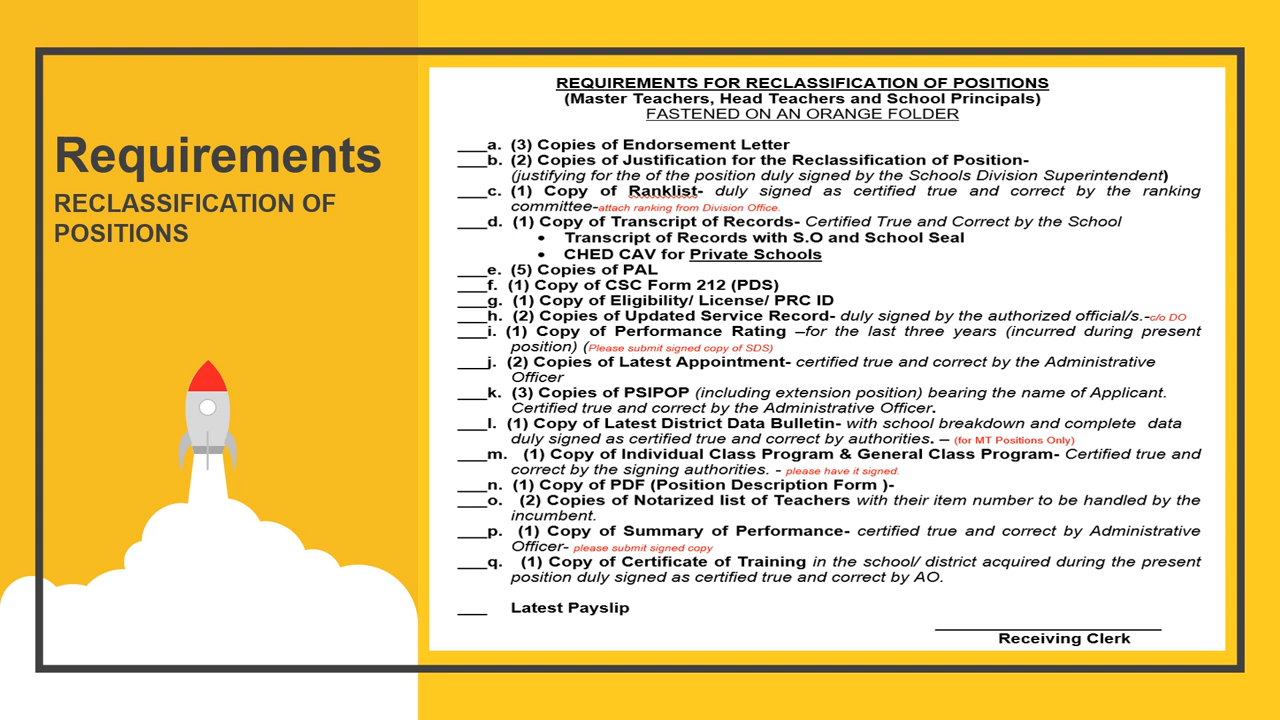 Requirements
RECLASSIFICATION OF
POSITIONS
REQUIREMENTS FOR RECLASSIFICATION OF POSITIONS
(Master Teachers, Head Teachers and School Principals)
FASTENED ON AN ORANGE FOLDER
___a. (3) Copies of Endorsement Letter
___b. (2) Copies of Justification for the Reclassification of Position-
(justifying for the of the position duly signed by the Schools Division Superintendent)
___c. (1) Copy of Ranklist- duly signed as certified true and correct by the ranking
committee-attach ranking from Division Office.
___d. (1) Copy of Transcript of Records- Certified True and Correct by the School
• Transcript of Records with S.O and School Seal
• CHED CAV for Private Schools
___e. (5) Copies of PAL
___f. (1) Copy of CSC Form 212 (PDS)
___g. (1) Copy of Eligibility/ License/ PRC ID
___h. (2) Copies of Updated Service Record- duly signed by the authorized official/s.-c/o DO
___i. (1) Copy of Performance Rating –for the last three years (incurred during present
position) (Please submit signed copy of SDS)
___j. (2) Copies of Latest Appointment- certified true and correct by the Administrative
Officer
___k. (3) Copies of PSIPOP (including extension position) bearing the name of Applicant.
Certified true and correct by the Administrative Officer.
___l. (1) Copy of Latest District Data Bulletin- with school breakdown and complete data
duly signed as certified true and correct by authorities. – (for MT Positions Only)
___m. (1) Copy of Individual Class Program & General Class Program- Certified true and
correct by the signing authorities. - please have it signed.
___n. (1) Copy of PDF (Position Description Form )-
___o. (2) Copies of Notarized list of Teachers with their item number to be handled by the
incumbent.
___p. (1) Copy of Summary of Performance- certified true and correct by Administrative
Officer- please submit signed copy
___q. (1) Copy of Certificate of Training in the school/ district acquired during the present
position duly signed as certified true and correct by AO.
___ Latest Payslip
Receiving Clerk